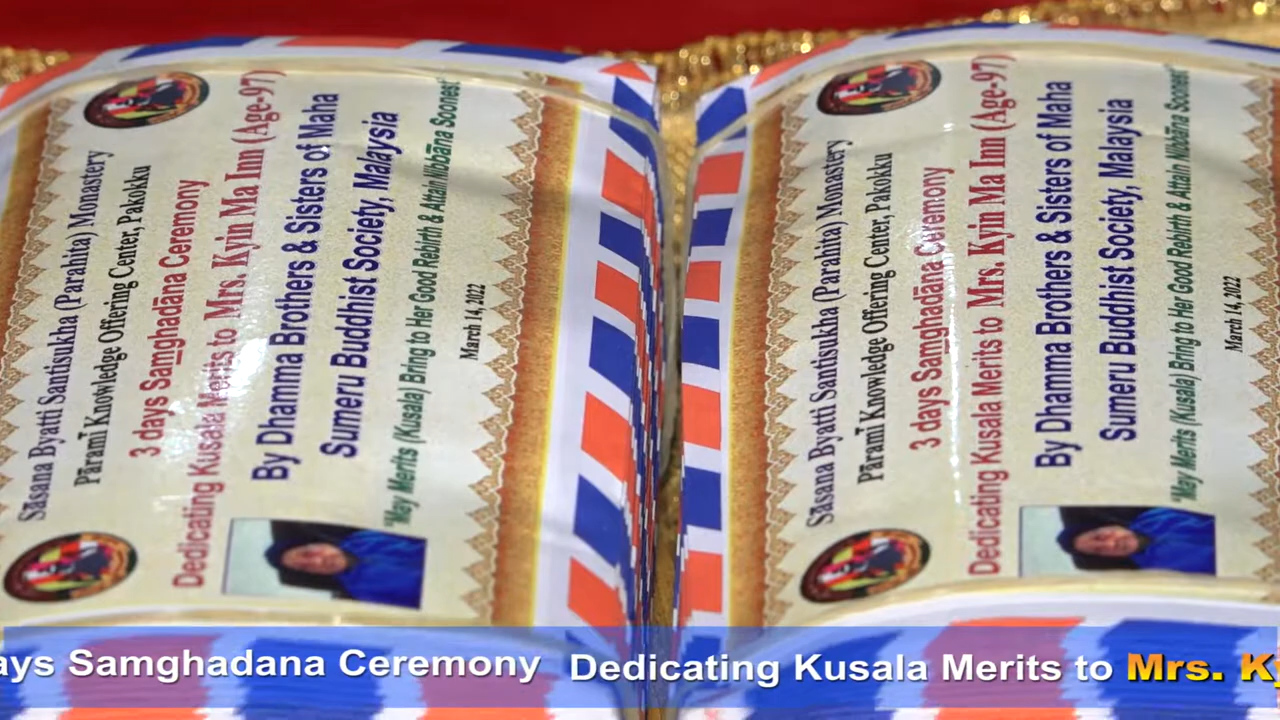 Sāsana Byatti Santisukha (Parahita) Monastery
Pāramī Knowledge Offering Center, Pakokku
3 days Saṃghadāna Ceremony
Dedicating Kusala Merits to Mrs. Kyin Ma Inn (Age-97)
By Dhamma Brothers & Sisters of Maha
Sumeru Buddhist Society, Malaysia
"May Merits (Kusala) Bring to Her Good Rebirth & Attain Nibbāna Soonest"
March 14, 2022
Sāsana Byatti Santisukha (Parahita) Monastery
Pāramī Knowledge Offering Center, Pakokku
3 days Saṃghadāna Ceremony
Dedicating Kusala Merits to Mrs. Kyin Ma Inn (Age-97)
By Dhamma Brothers & Sisters of Maha
Sumeru Buddhist Society, Malaysia
"May Merits (Kusala) Bring to Her Good Rebirth & Attain Nibbāna Soonest"
March 14, 2022
ays Samghadana Ceremony Dedicating Kusala Merits to Mrs. Ky